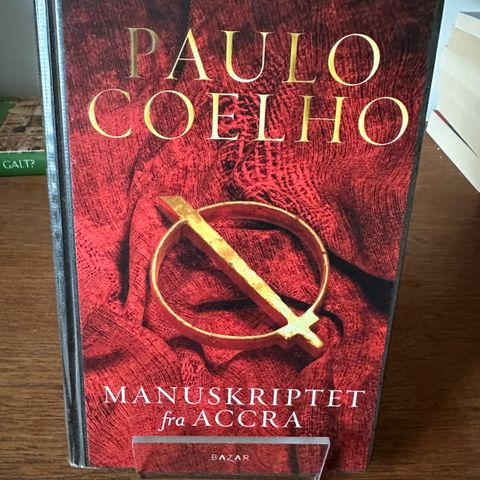 PAULO
COELHO
GALT?
MANUSKRIPTET
fra ACCRA
BAZAR